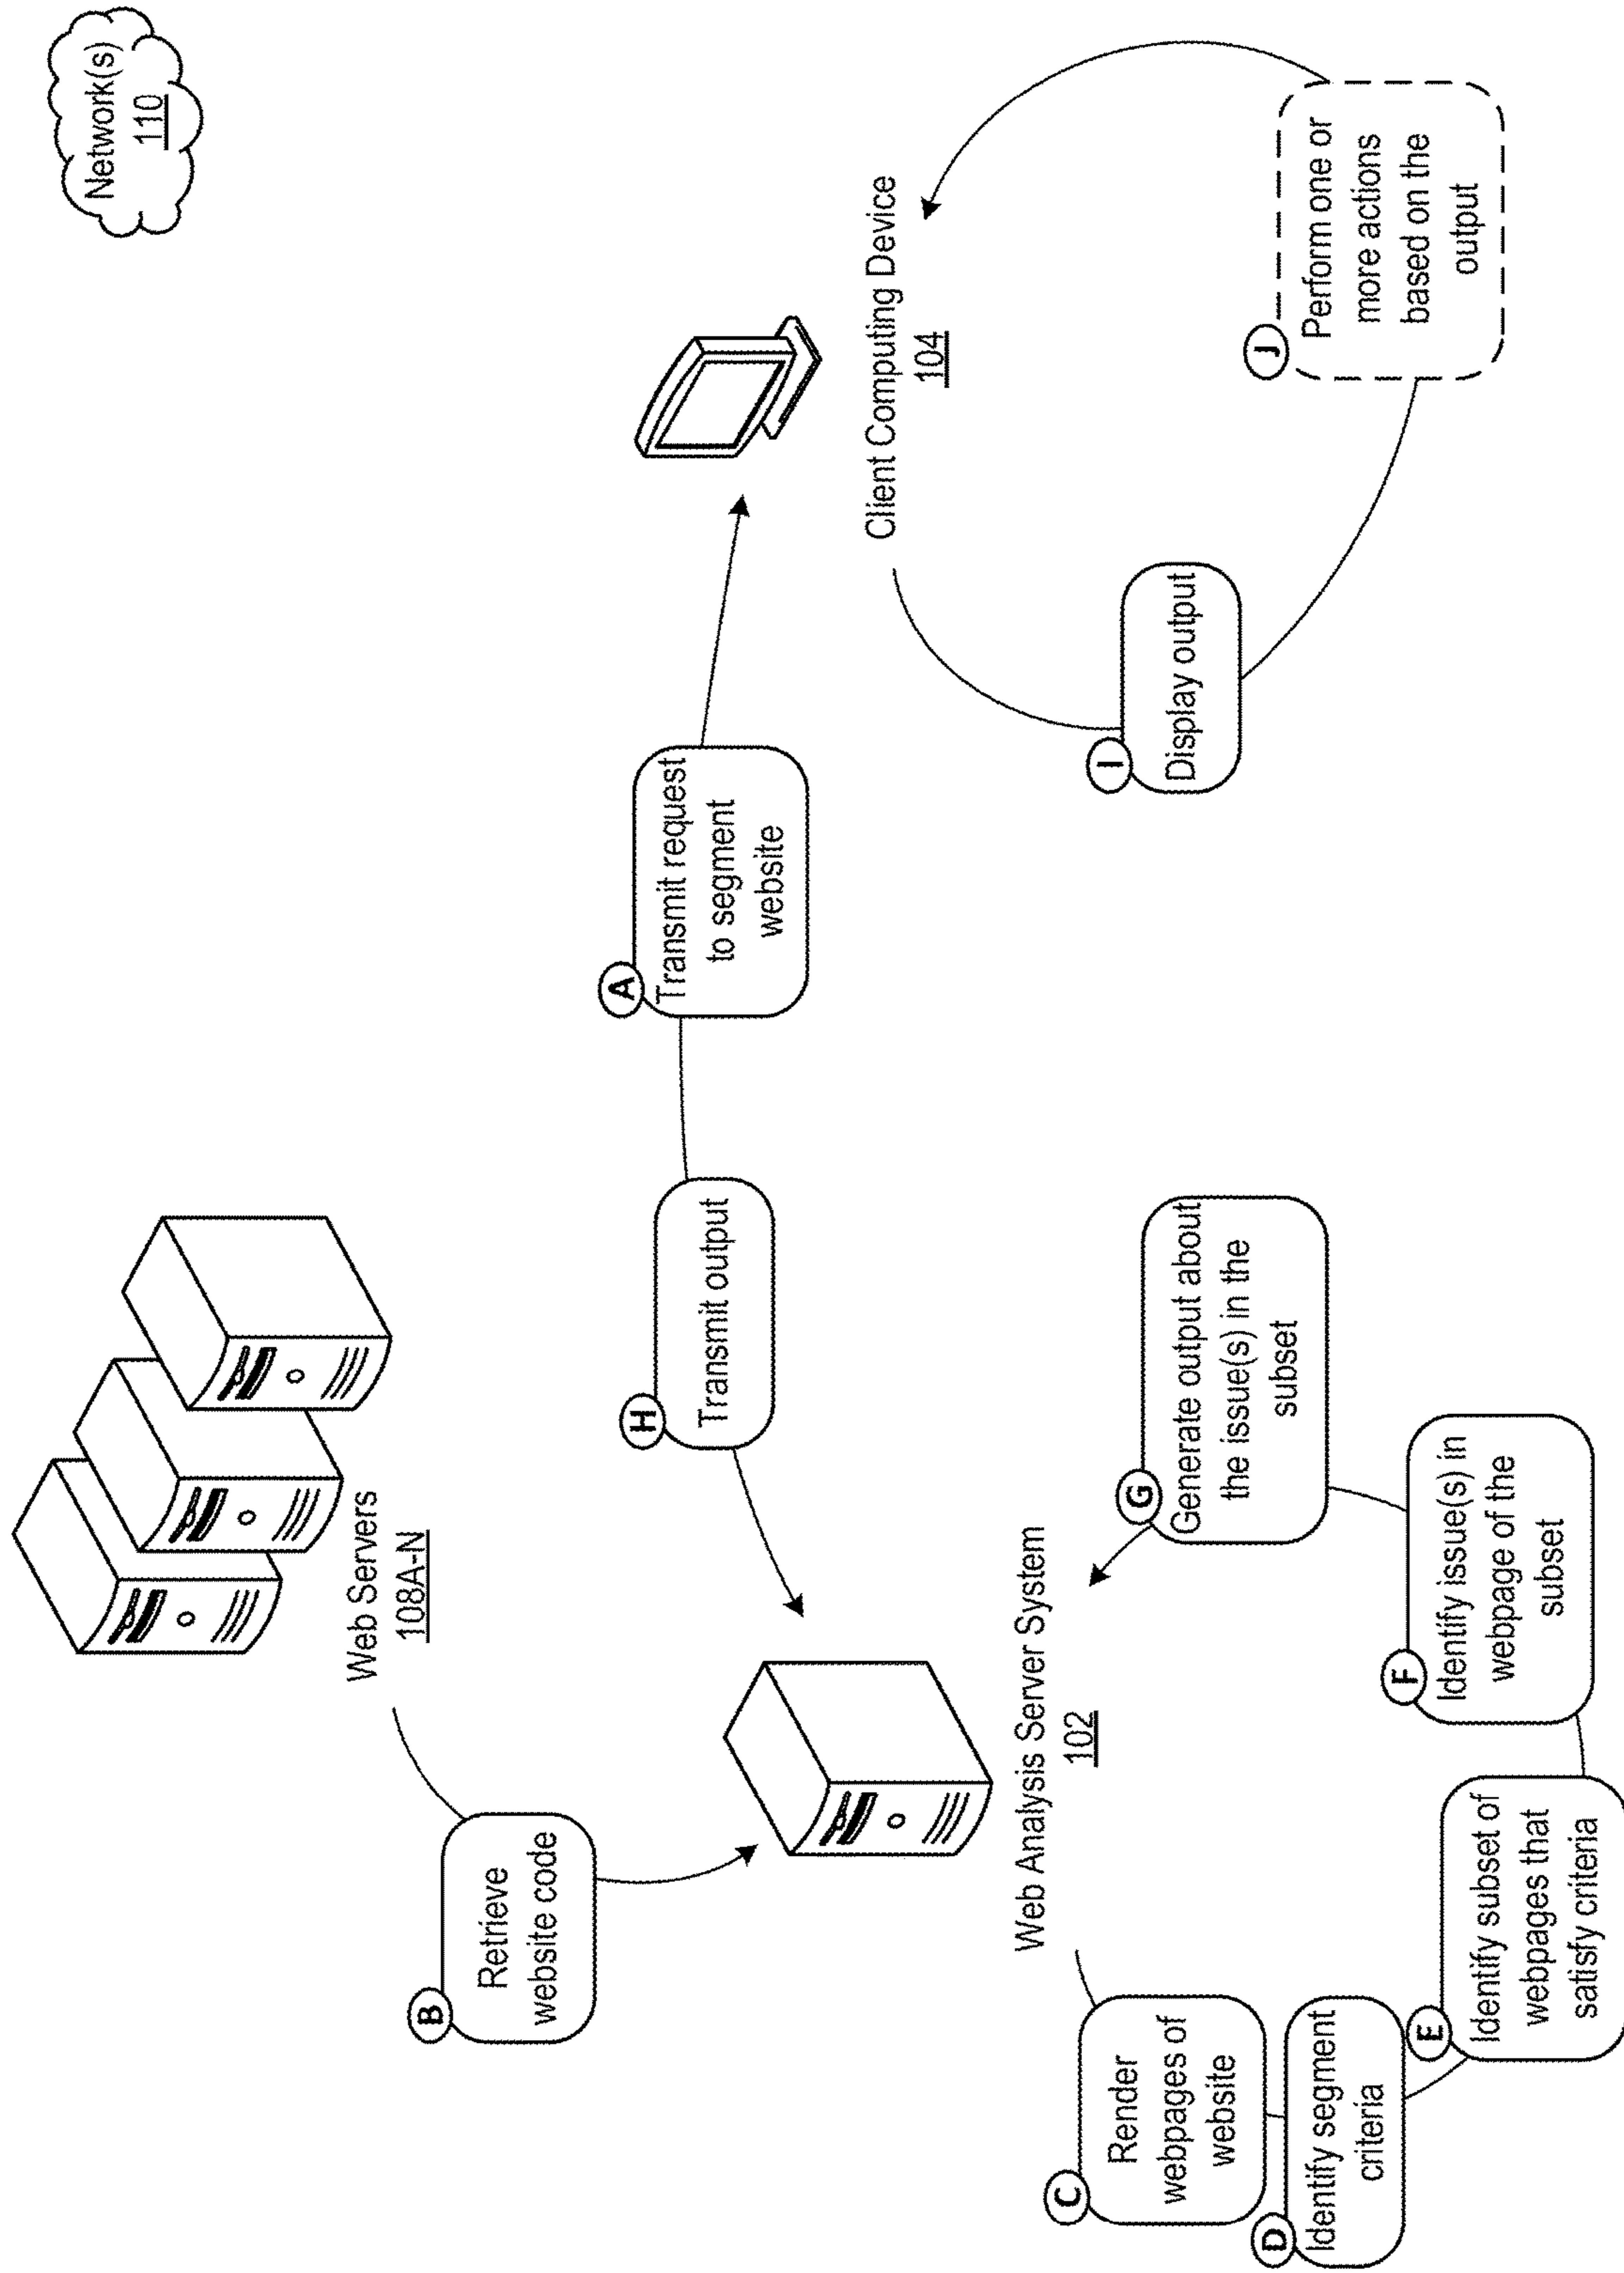 Network(s)
110
Web Servers
108A-N
B
Retrieve
website code
H
Transmit output
A
Transmit request
to segment
website
Web Analysis Server System
102
Client Computing Device
104
C
Render
webpages of
website
D
Identify segment
criteria
E
Identify subset of
webpages that
satisfy criteria
F
Identify issue(s) in
webpage of the
subset
G
Generate output about
the issue(s) in the
subset
I
Display output
J
Perform one or
more actions
based on the
output